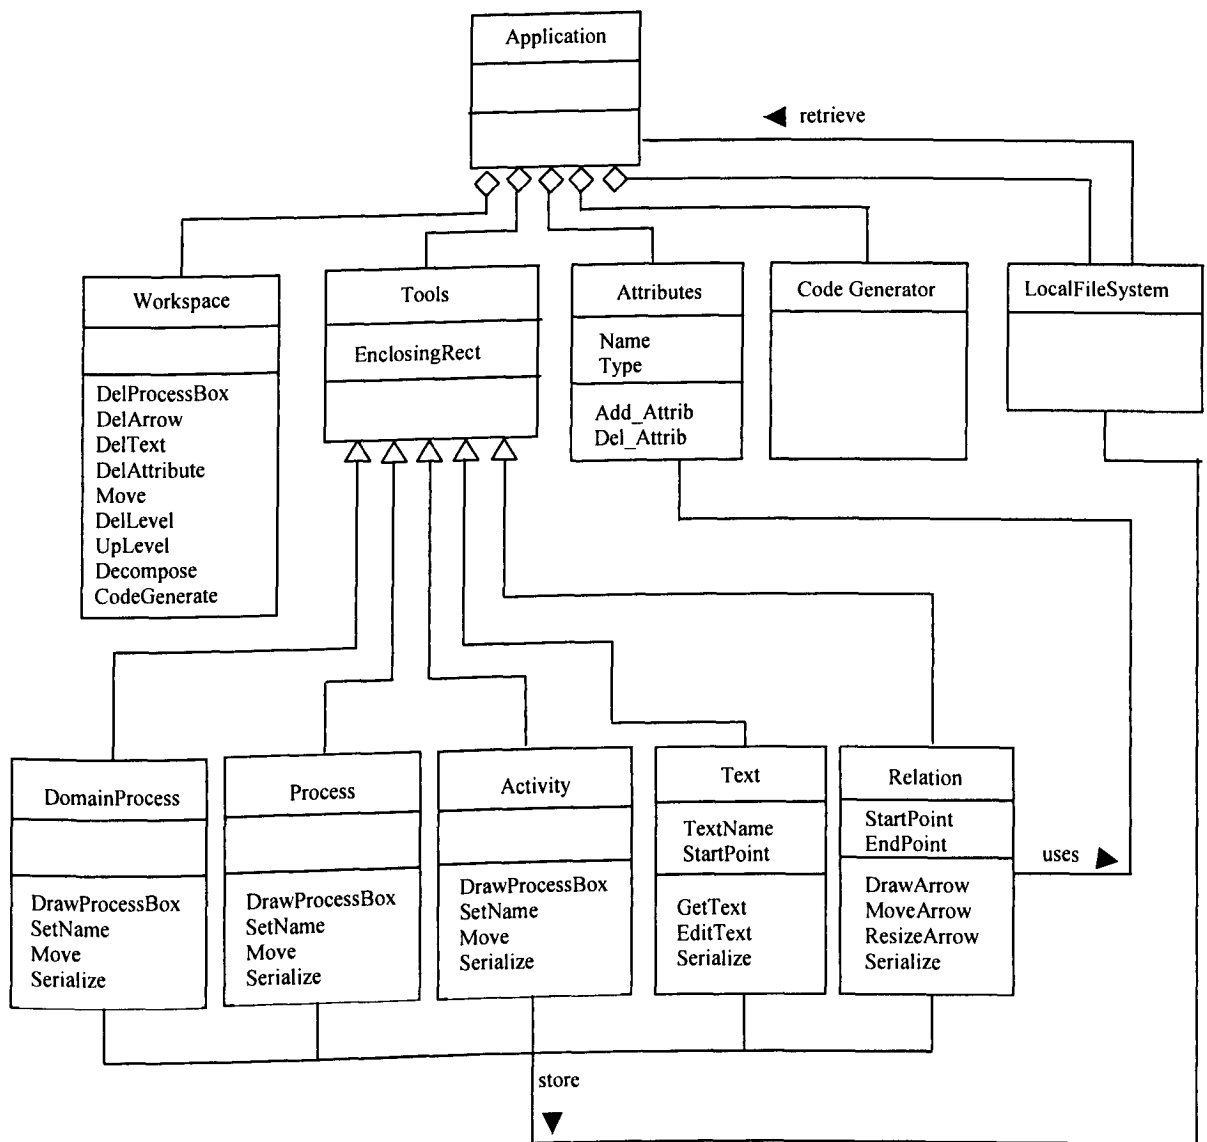 Application
retrieve
Workspace
DelProcessBox
DelArrow
DelText
DelAttribute
Move
DelLevel
UpLevel
Decompose
CodeGenerate
Tools
EnclosingRect
Attributes
Name
Type
Add_Attrib
Del_Attrib
Code Generator
LocalFileSystem
DomainProcess
DrawProcessBox
SetName
Move
Serialize
Process
DrawProcessBox
SetName
Move
Serialize
Activity
DrawProcessBox
SetName
Move
Serialize
Text
TextName
StartPoint
GetText
EditText
Serialize
Relation
StartPoint
EndPoint
DrawArrow
MoveArrow
ResizeArrow
Serialize
uses
store